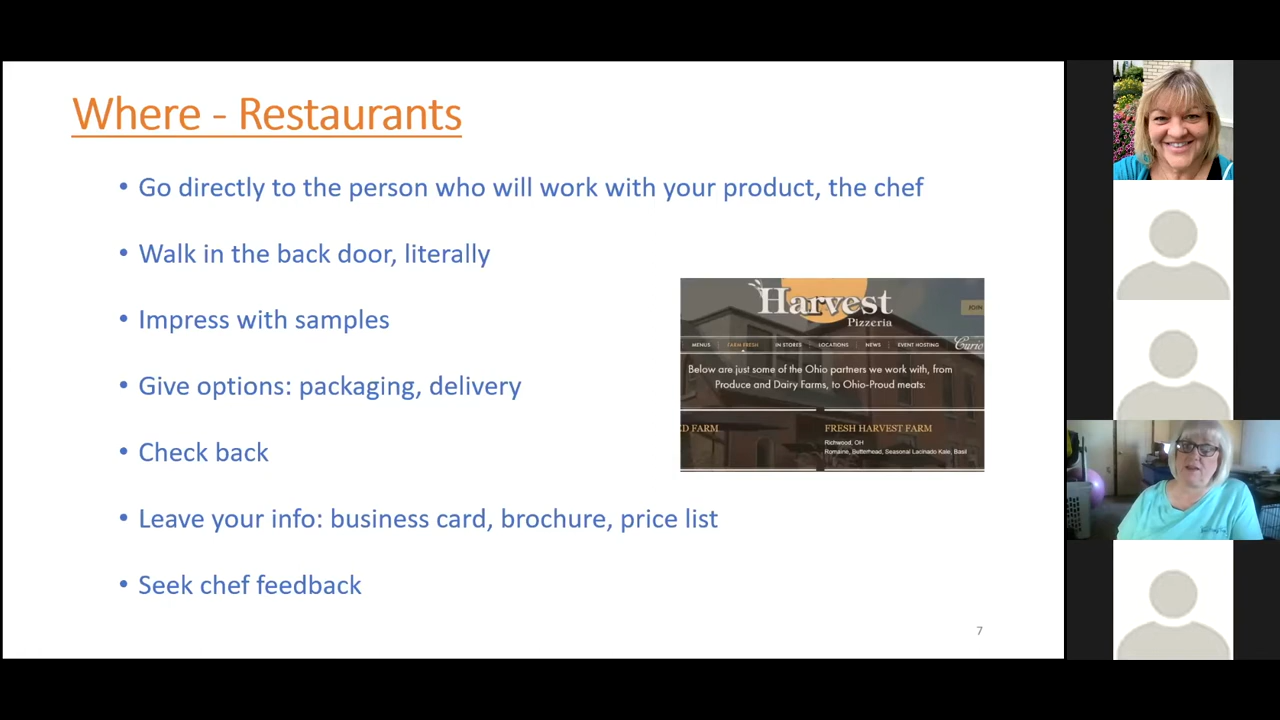 Where - Restaurants
• Go directly to the person who will work with your product, the chef
• Walk in the back door, literally
• Impress with samples
• Give options: packaging, delivery
• Check back
• Leave your info: business card, brochure, price list
• Seek chef feedback
Harvest
Pizzeria
JOIN
MENUS
FARM FRESH
IN STORES
LOCATIONS
NEWS
EVENT HOSTING
Below are just some of the Ohio partners we work with, from
Produce and Dairy Farms, to Ohio-Proud meats:
FARM
FRESH HARVEST FARM
Richwood, OH
Romaine, Butterhead, Seasonal Lacinado Kale, Basil
7